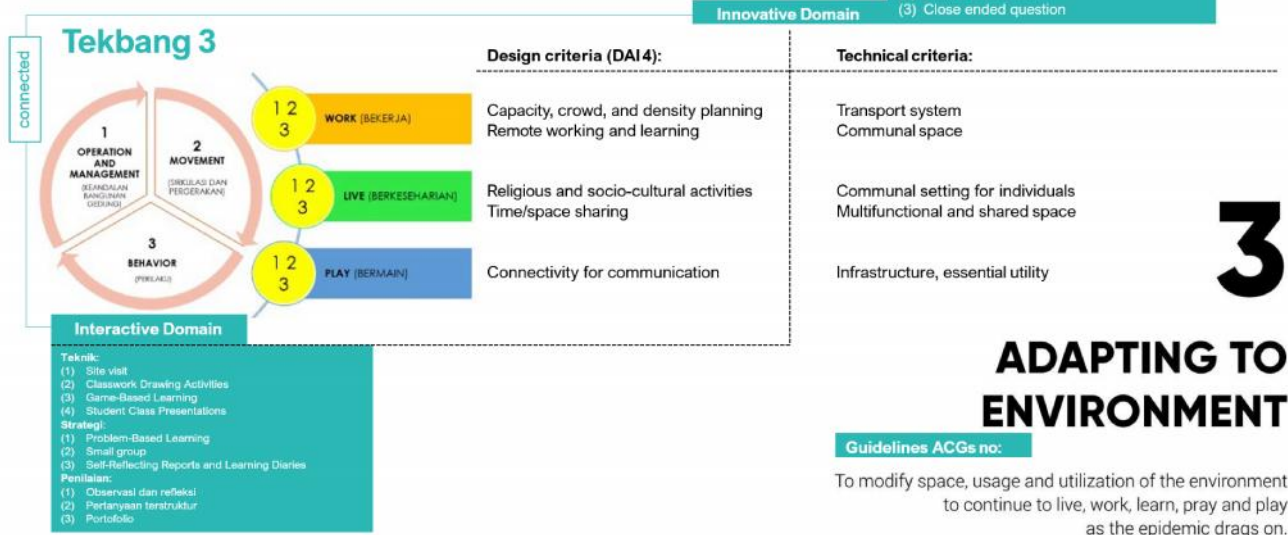 Innovative Domain
(3) Close ended question
connected
Tekbang 3
1
OPERATION
AND
MANAGEMENT
(KEANDALAN
BANGUNAN
GEDUNG)
2
MOVEMENT
(SIRKULASI DAN
PERGERAKAN)
3
BEHAVIOR
(PERILAKU)
1 2
3
WORK (BEKERJA)
1 2
3
LIVE (BERKESEHARIAN)
1 2
3
PLAY (BERMAIN)
Design criteria (DAI4):
Capacity, crowd, and density planning
Remote working and learning
Religious and socio-cultural activities
Time/space sharing
Connectivity for communication
Technical criteria:
Transport system
Communal space
Communal setting for individuals
Multifunctional and shared space
Infrastructure, essential utility
Interactive Domain
Teknik:
(1) Site visit
(2) Classwork Drawing Activities
(3) Game-Based Learning
(4) Student Class Presentations
Strategi:
(1) Problem-Based Learning
(2) Small group
(3) Self-Reflecting Reports and Learning Diaries
Penilaian:
(1) Observasi dan refleksi
(2) Pertanyaan terstruktur
(3) Portofolio
3
ADAPTING TO
ENVIRONMENT
Guidelines ACGs no:
To modify space, usage and utilization of the environment
to continue to live, work, learn, pray and play
as the epidemic drags on.